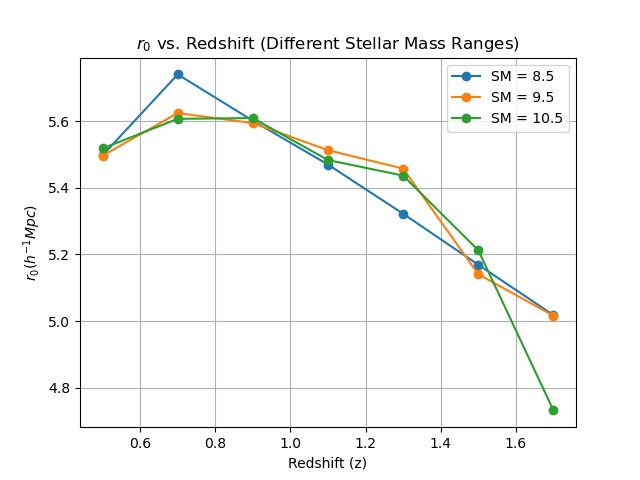 r₀ vs. Redshift (Different Stellar Mass Ranges)
SM = 8.5
SM = 9.5
SM = 10.5
r₀(h⁻¹Mpc)
5.6
5.4
5.2
5.0
4.8
0.6 0.8 1.0 1.2 1.4 1.6
Redshift (z)